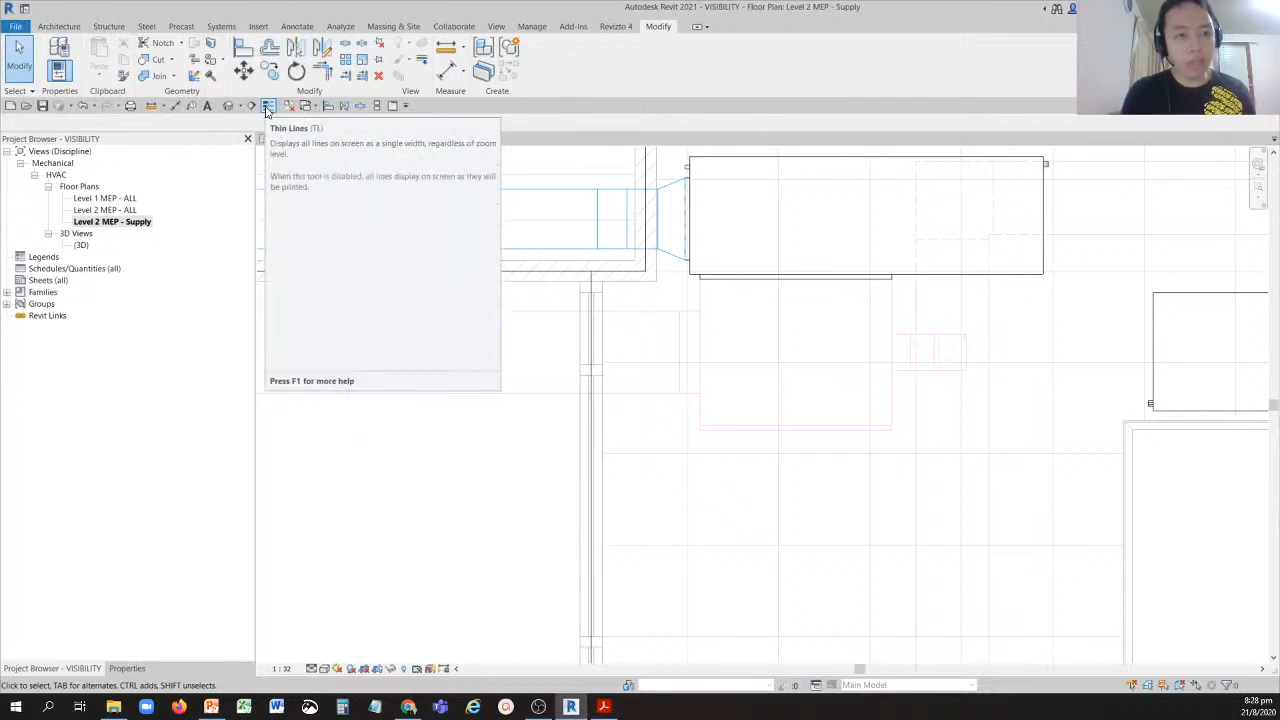 Autodesk Revit 2021 - VISIBILITY - Floor Plan: Level 2 MEP - Supply
File Architecture Structure Steel Precast Systems Insert Annotate Analyze Massing & Site Collaborate View Manage Add-Ins Revizto 4 Modify
Notch
Cut
Join
Modify
Paste
Select Properties Clipboard Geometry Modify View Measure Create
Project Browser - VISIBILITY
Views (Discipline)
Mechanical
HVAC
Floor Plans
Level 1 MEP - ALL
Level 2 MEP - ALL
Level 2 MEP - Supply
3D Views
(3D)
Legends
Schedules/Quantities (all)
Sheets (all)
Families
Groups
Revit Links
Thin Lines (TL)
Displays all lines on screen as a single width, regardless of zoom
level.
When this tool is disabled, all lines display on screen as they will
be printed.
Press F1 for more help
Project Browser - VISIBILITY Properties
1 : 32
Click to select, TAB for alternates, CTRL adds, SHIFT unselects.
:0
Main Model
:0
8:28 pm
21/8/2020